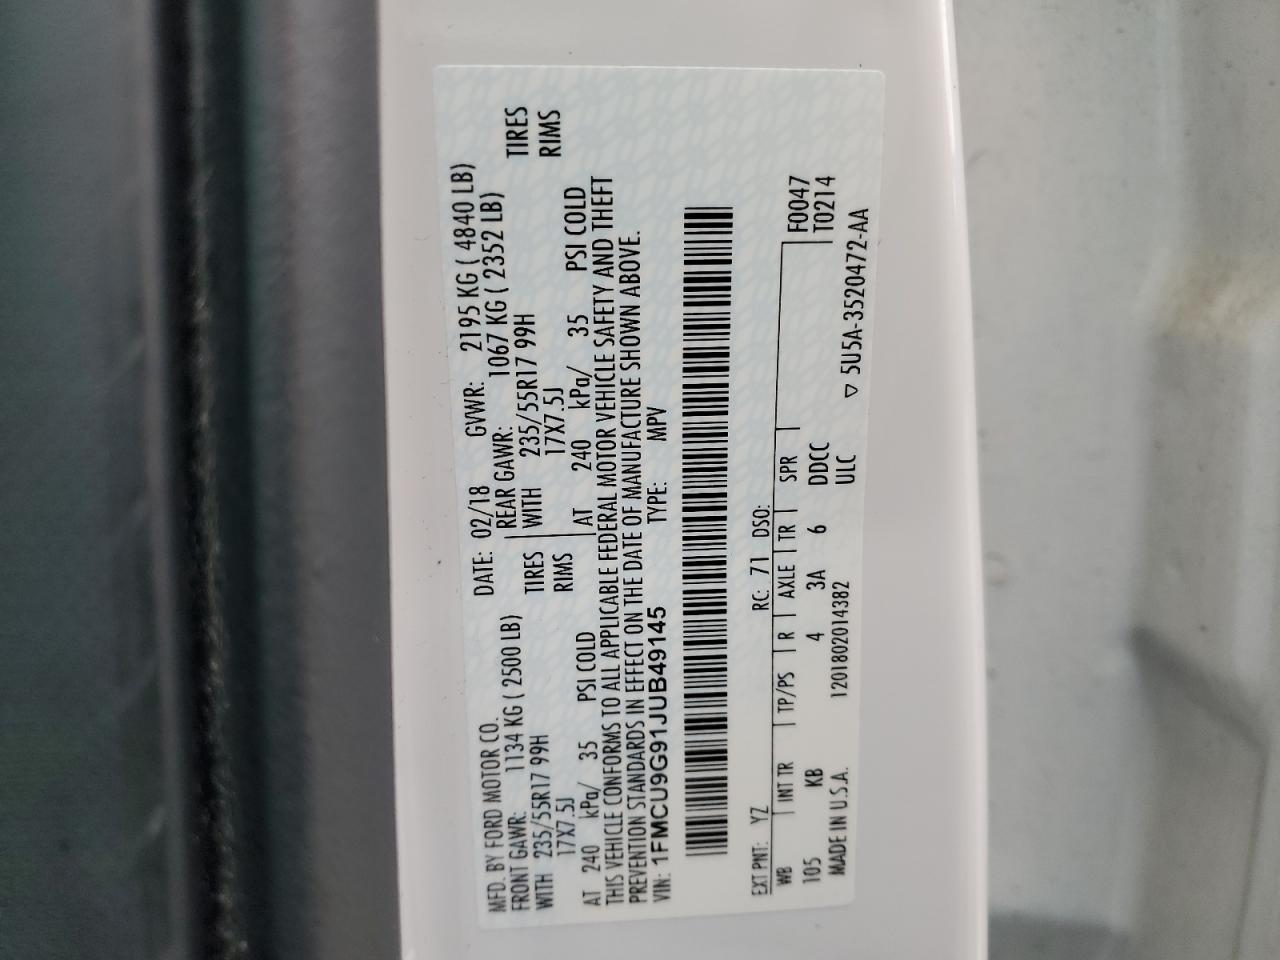 MFD. BY FORD MOTOR CO. DATE: 02/18 GVWR: 2195 KG ( 4840 LB)
FRONT GAWR: 1134 KG ( 2500 LB) REAR GAWR: 1067 KG ( 2352 LB)
WITH 235/55R17 99H TIRES WITH 235/55R17 99H TIRES
17X7.5J RIMS 17X7.5J RIMS
AT 240 kPa/ 35 PSI COLD AT 240 kPa/ 35 PSI COLD
THIS VEHICLE CONFORMS TO ALL APPLICABLE FEDERAL MOTOR VEHICLE SAFETY AND THEFT
PREVENTION STANDARDS IN EFFECT ON THE DATE OF MANUFACTURE SHOWN ABOVE.
VIN: 1FMCU9G91JUB49145 TYPE: MPV
EXT PNT: YZ RC: 71 DSO:
WB INT TR TP/PS R AXLE TR SPR F0047
105 KB 4 3A 6 DDCC T0214
MADE IN U.S.A. 1201802014382 ULC
5U5A-3520472-AA